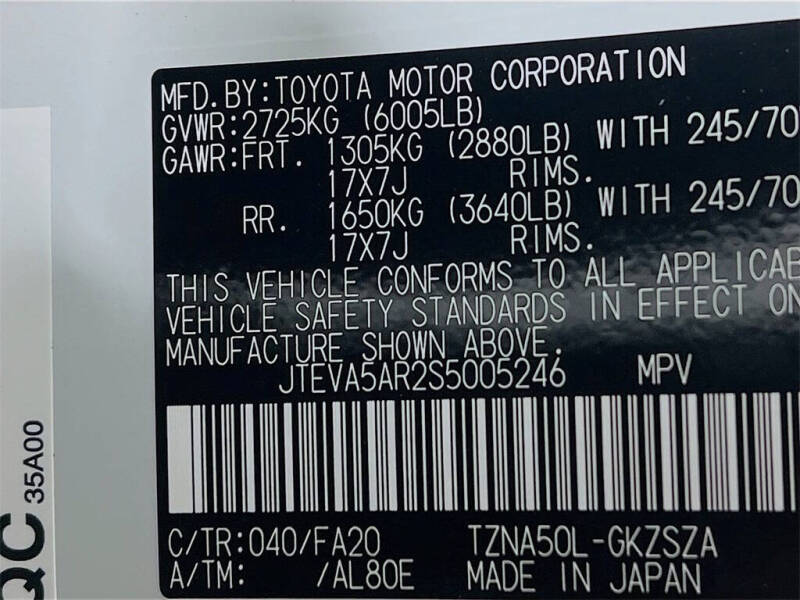 MFD.BY:TOYOTA MOTOR CORPORATION
GVWR:2725KG (6005LB)
GAWR:FRT. 1305KG (2880LB) WITH 245/70
17X7J RIMS.
RR. 1650KG (3640LB) WITH 245/70
17X7J RIMS.
THIS VEHICLE CONFORMS TO ALL APPLICAB
VEHICLE SAFETY STANDARDS IN EFFECT ON
MANUFACTURE SHOWN ABOVE.
JTEVA5AR2S5005246 MPV
C/TR:040/FA20 TZNA50L-GKZSZA
A/TM: /AL80E MADE IN JAPAN
QC
35A00